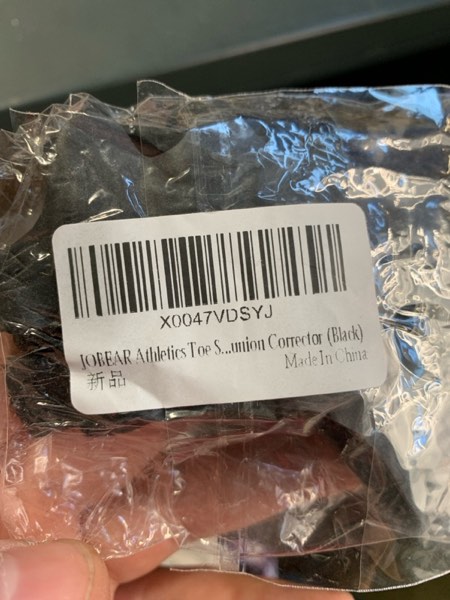 X0047VDSYJ
JOBEAR Athletics Toe S...union Corrector (Black)
新品
Made In China